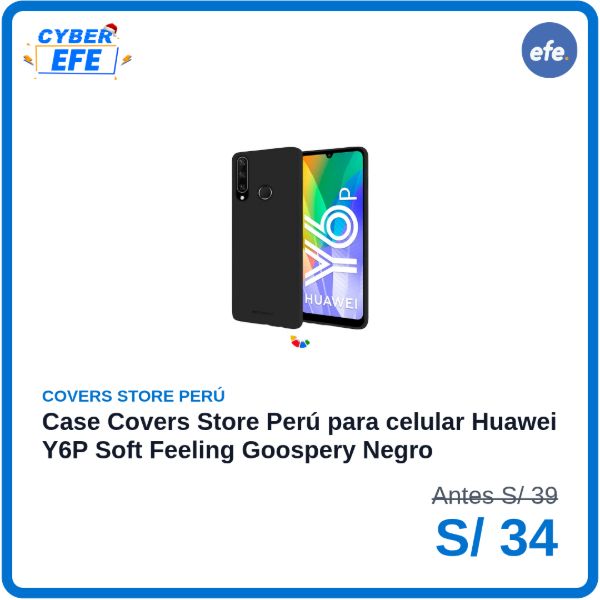 CYBER
EFE
efe.
Y6P
HUAWEI
COVERS STORE PERÚ
Case Covers Store Perú para celular Huawei
Y6P Soft Feeling Goospery Negro
Antes S/ 39
S/ 34